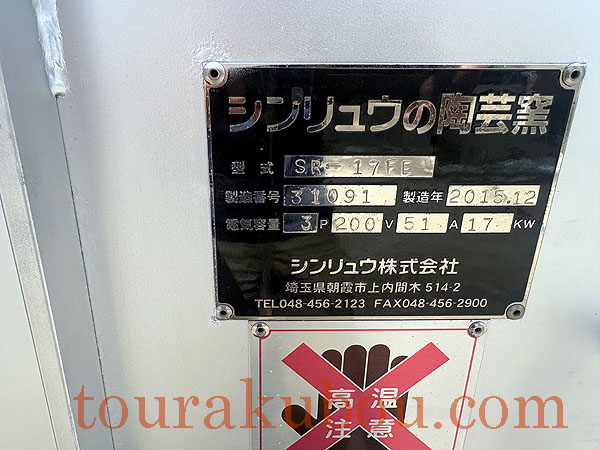 シンリュウの陶芸窯
型式 SR-17FE
製造番号 31091 製造年 2015.12
電気容量 3 P 200 V 51 A 17 KW
シンリュウ株式会社
埼玉県朝霞市上内間木 514-2
TEL048-456-2123 FAX048-456-2900
高温
注意
tourakubou.com